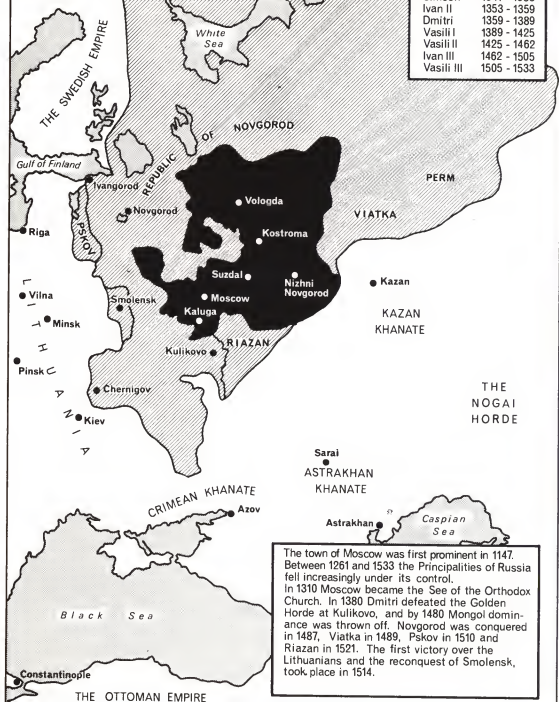 Ivan II 1353 - 1359
Dmitri 1359 - 1389
Vasili I 1389 - 1425
Vasili II 1425 - 1462
Ivan III 1462 - 1505
Vasili III 1505 - 1533
White
Sea
THE SWEDISH EMPIRE
REPUBLIC OF NOVGOROD
Gulf of Finland
Ivangorod
PERM
Vologda
Novgorod
VIATKA
PSKOV
Riga
Kostroma
Suzdal
Nizhni
Novgorod
Kazan
Vilna
Moscow
Smolensk
Kaluga
KAZAN
KHANATE
Minsk
RIAZAN
Kulikovo
LITHUANIA
Pinsk
Chernigov
THE
NOGAI
HORDE
Kiev
Sarai
ASTRAKHAN
KHANATE
CRIMEAN KHANATE
Azov
Astrakhan
Caspian
Sea
The town of Moscow was first prominent in 1147.
Between 1261 and 1533 the Principalities of Russia
fell increasingly under its control.
In 1310 Moscow became the See of the Orthodox
Church. In 1380 Dmitri defeated the Golden
Horde at Kulikovo, and by 1480 Mongol domin-
ance was thrown off. Novgorod was conquered
in 1487, Viatka in 1489, Pskov in 1510 and
Riazan in 1521. The first victory over the
Lithuanians and the reconquest of Smolensk,
took place in 1514.
Black Sea
Constantinople
THE OTTOMAN EMPIRE